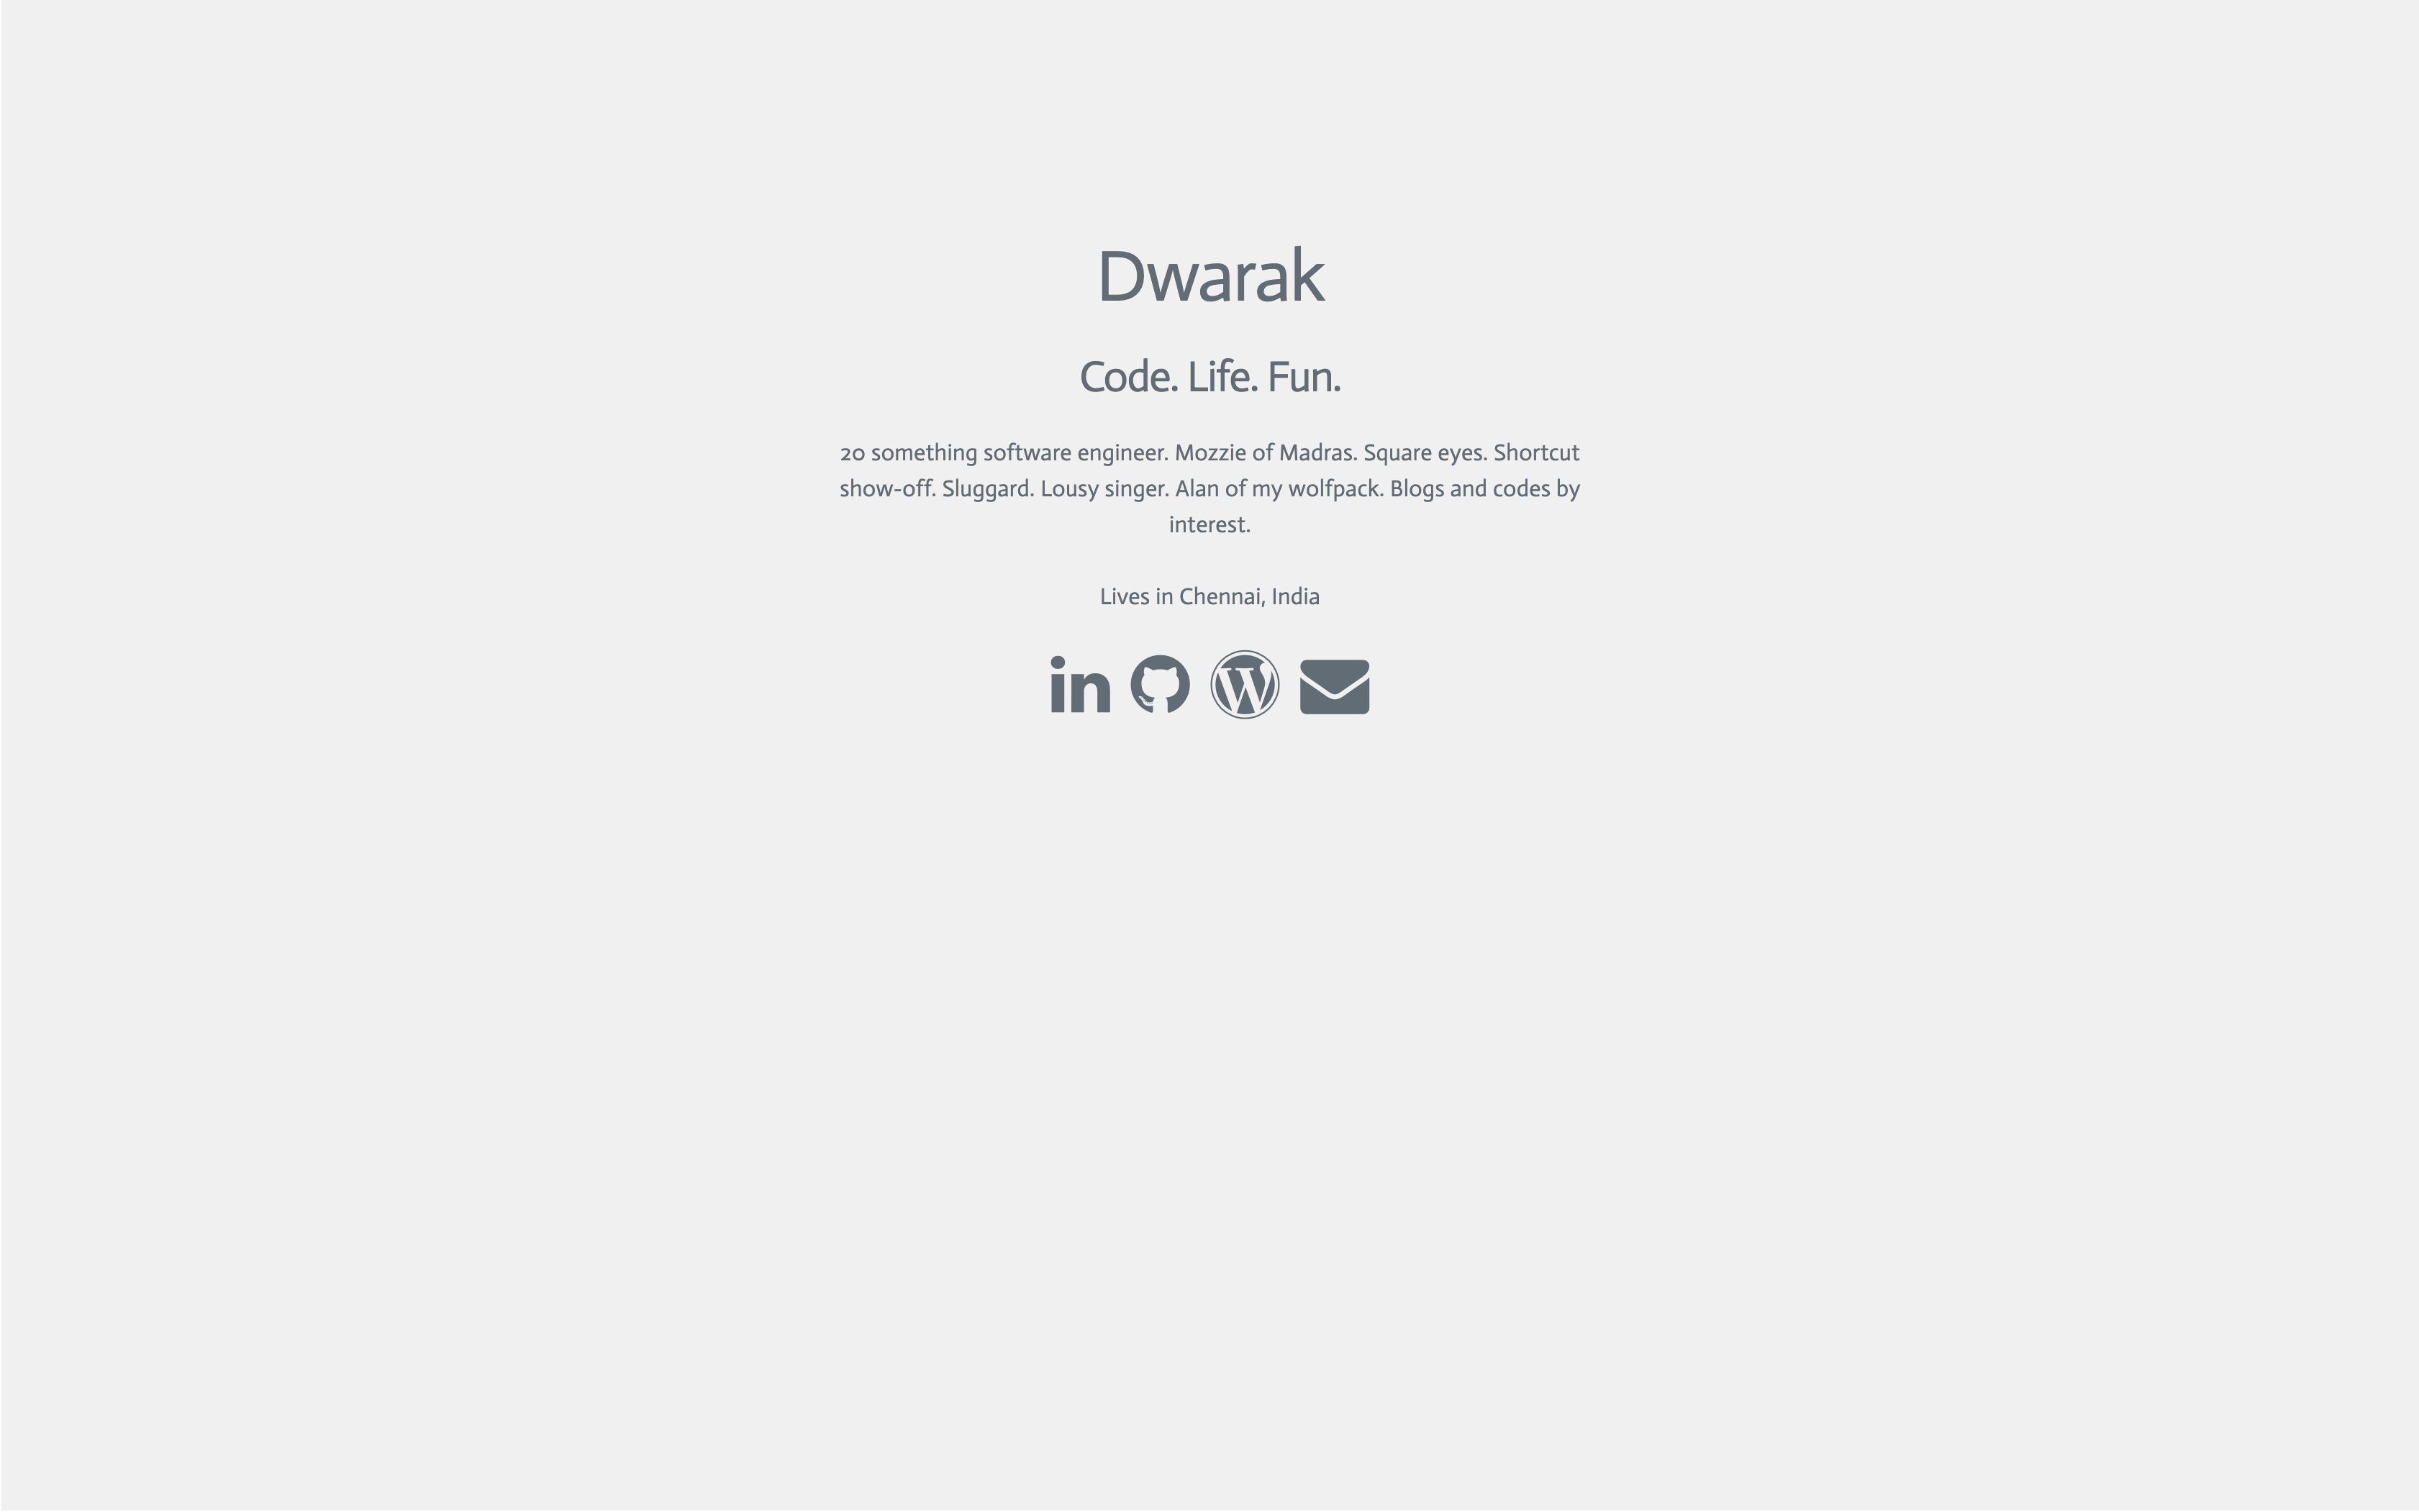 Dwarak
Code. Life. Fun.
20 something software engineer. Mozzie of Madras. Square eyes. Shortcut
show-off. Sluggard. Lousy singer. Alan of my wolfpack. Blogs and codes by
interest.
Lives in Chennai, India